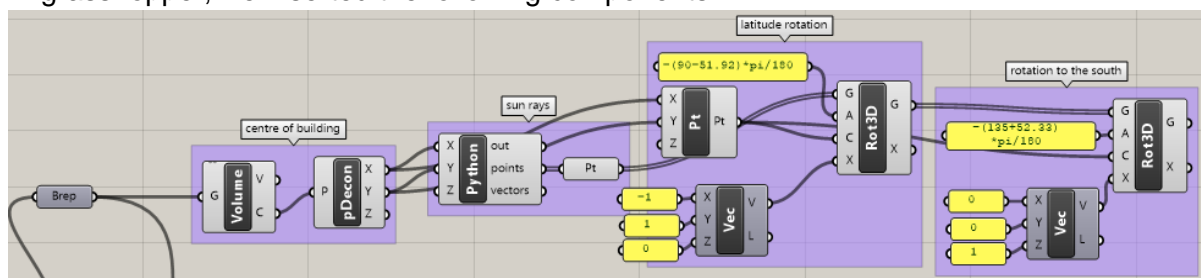 grasshopper,
latitude rotation
-(90-51.92)*pi/180
rotation to the south
sun rays
centre of building
X
Y
Z
Pt
Pt
G
A
C
X
Rot3D
G
X
G
A
C
X
Rot3D
G
X
-(135+52.33)
*pi/180
Brep
G
Volume
V
C
P
pDecon
X
Y
Z
X
Y
Z
Python
out
points
vectors
Pt
-1
1
0
X
Y
Z
Vec
V
L
0
0
1
X
Y
Z
Vec
V
L